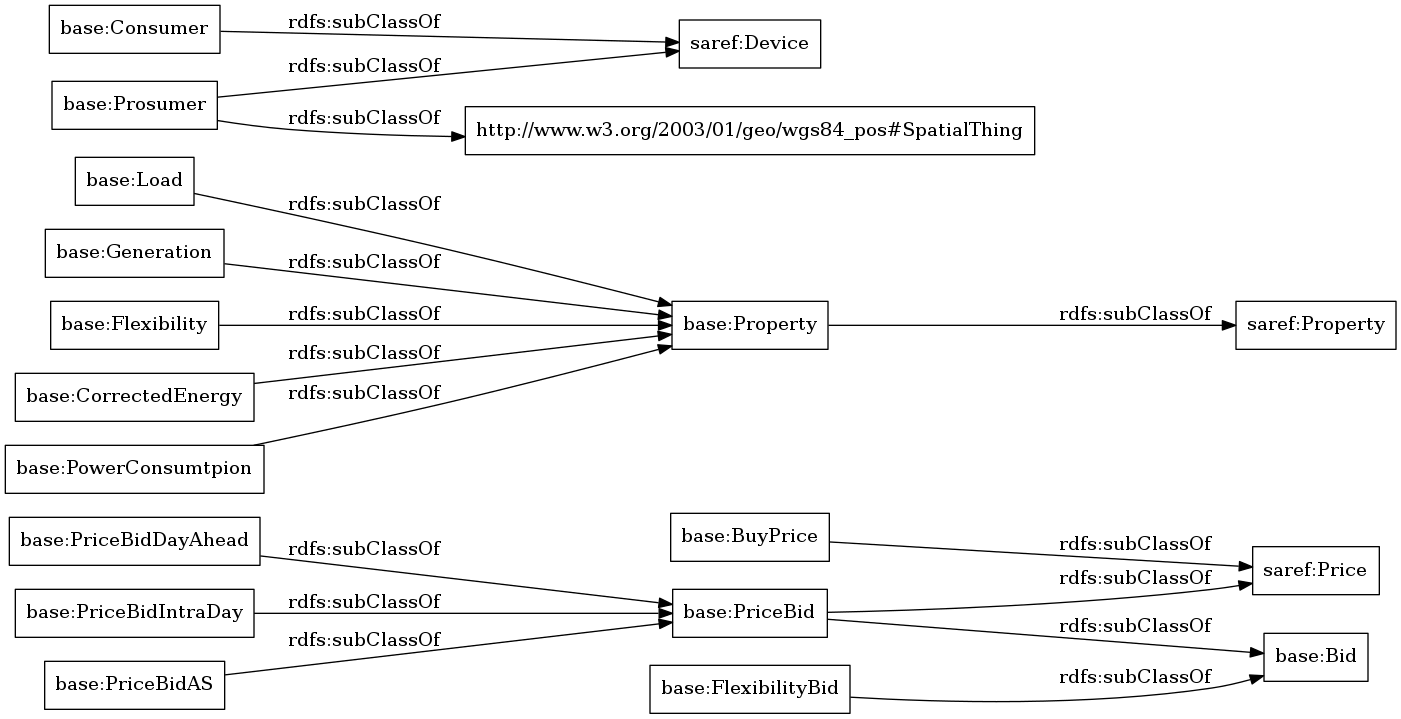 base:Consumer
rdfs:subClassOf
saref:Device
rdfs:subClassOf
base:Prosumer
rdfs:subClassOf
http://www.w3.org/2003/01/geo/wgs84_pos#SpatialThing
base:Load
rdfs:subClassOf
base:Generation
rdfs:subClassOf
base:Flexibility
rdfs:subClassOf
base:Property
rdfs:subClassOf
saref:Property
rdfs:subClassOf
base:CorrectedEnergy
rdfs:subClassOf
base:PowerConsumtpion
base:PriceBidDayAhead
rdfs:subClassOf
base:BuyPrice
rdfs:subClassOf
saref:Price
rdfs:subClassOf
base:PriceBidIntraDay
rdfs:subClassOf
base:PriceBid
rdfs:subClassOf
rdfs:subClassOf
base:Bid
base:PriceBidAS
base:FlexibilityBid
rdfs:subClassOf